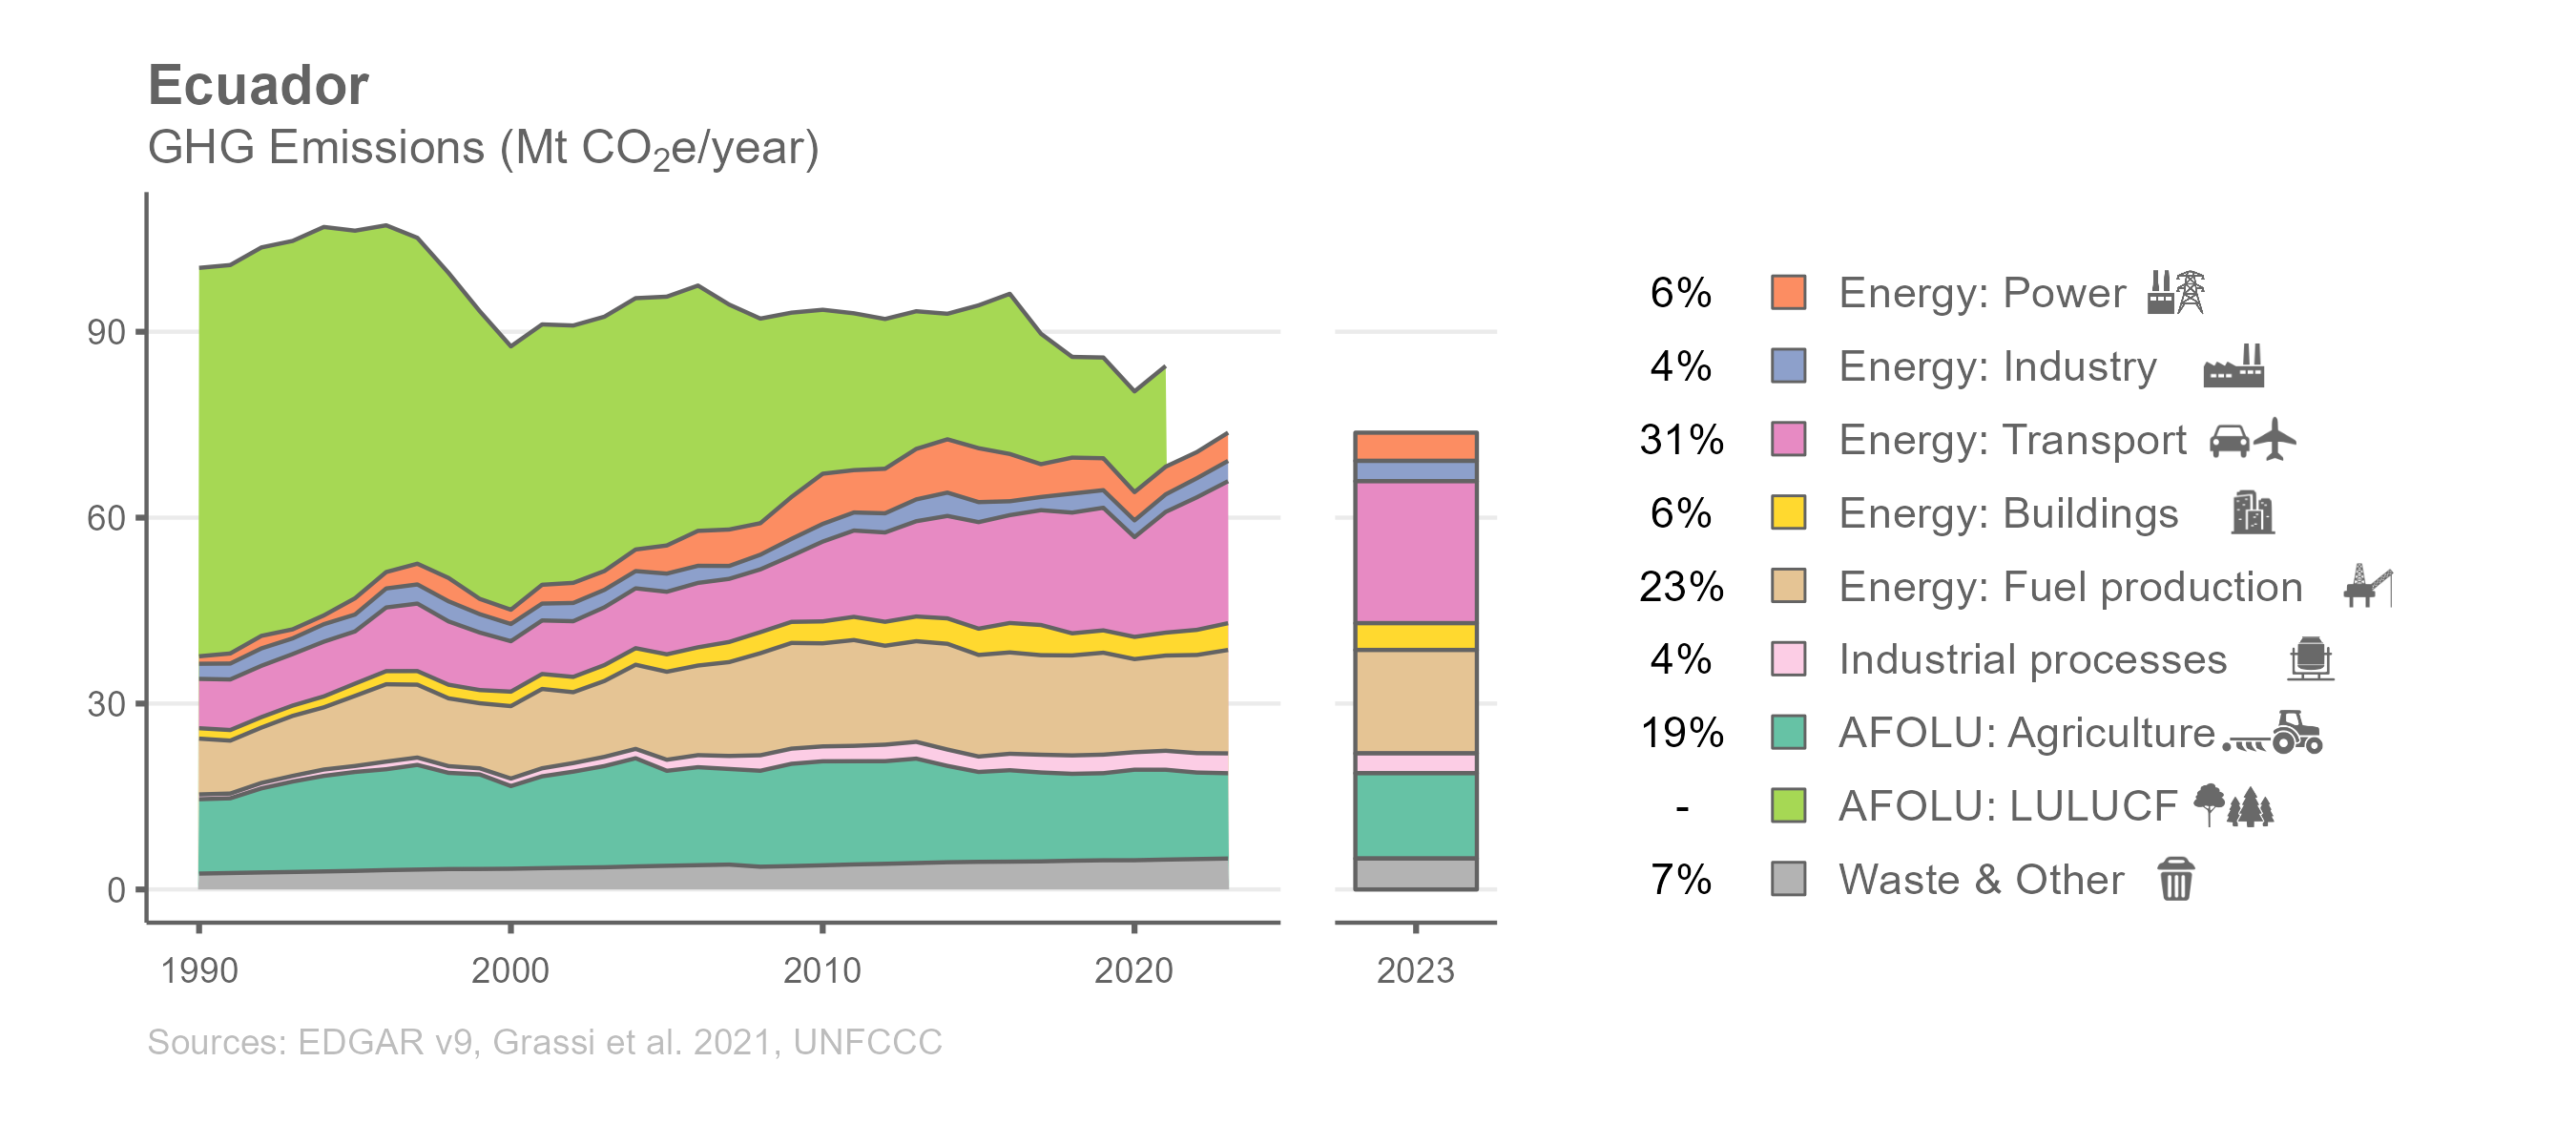 Ecuador
GHG Emissions (Mt CO₂e/year)
90
60
30
0
1990 2000 2010 2020 2023
6% Energy: Power
4% Energy: Industry
31% Energy: Transport
6% Energy: Buildings
23% Energy: Fuel production
4% Industrial processes
19% AFOLU: Agriculture
- AFOLU: LULUCF
7% Waste & Other
Sources: EDGAR v9, Grassi et al. 2021, UNFCCC